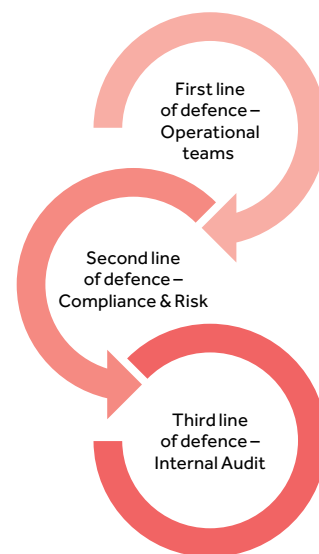 First line
of defence –
Operational
teams
Second line
of defence –
Compliance & Risk
Third line
of defence –
Internal Audit